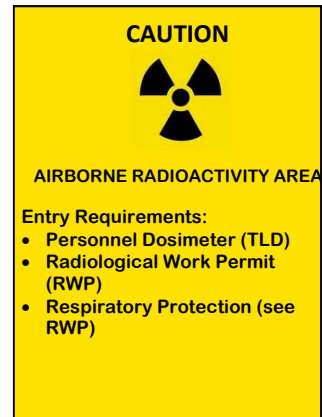 CAUTION
AIRBORNE RADIOACTIVITY AREA
Entry Requirements:
• Personnel Dosimeter (TLD)
• Radiological Work Permit
(RWP)
• Respiratory Protection (see
RWP)